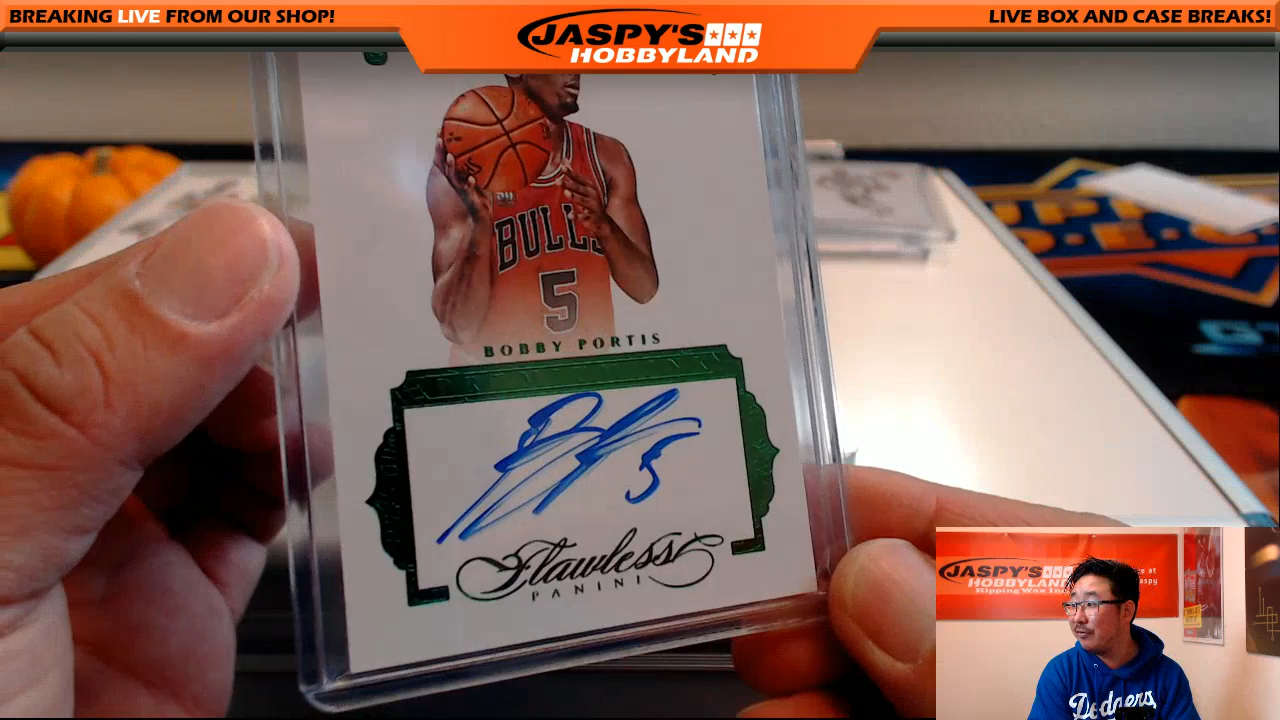 BREAKING LIVE FROM OUR SHOP!
JASPY'S
HOBBYLAND
LIVE BOX AND CASE BREAKS!
BULLS
5
BOBBY PORTIS
5
Flawless
PANINI
JASPY'S
HOBBYLAND
Ripping Wax
Dodgers